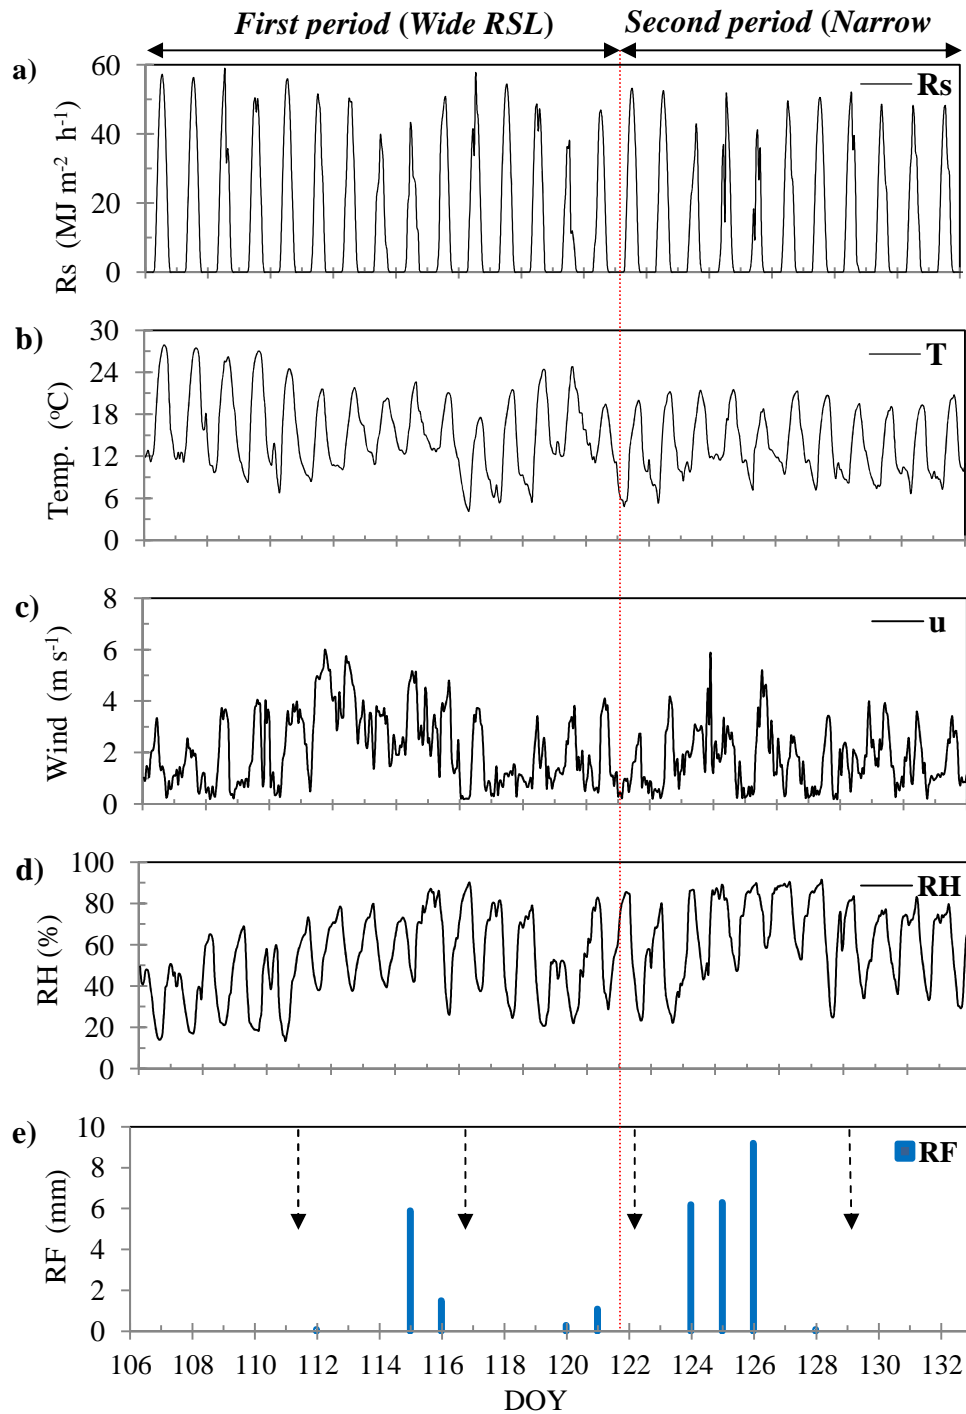 First period (Wide RSL) Second period (Narrow
a) 60 40 20 0 Rs (MJ m⁻² h⁻¹) Rs
b) 30 24 18 12 6 0 Temp. (ºC) T
c) 8 6 4 2 0 Wind (m s⁻¹) u
d) 100 80 60 40 20 0 RH (%) RH
e) 10 8 6 4 2 0 RF (mm) RF
106 108 110 112 114 116 118 120 122 124 126 128 130 132
DOY